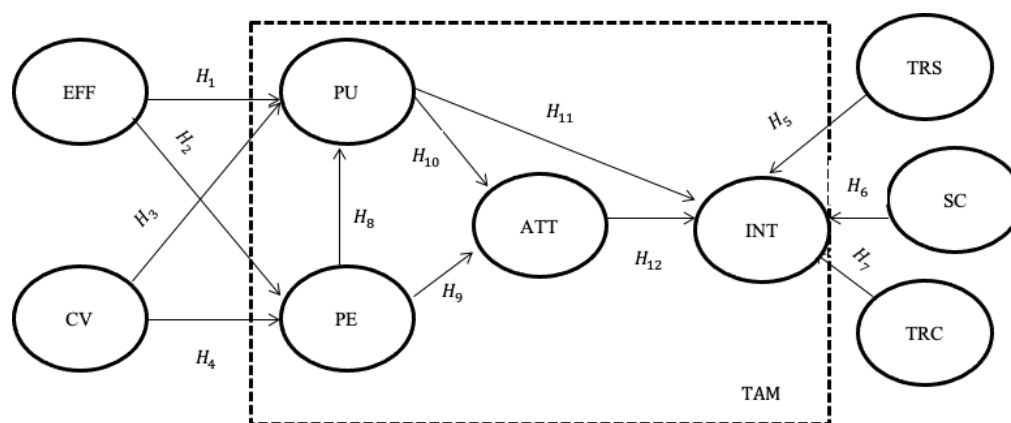 EFF
H₁
PU
TRS
H₂
H₁₁
H₅
H₁₀
H₃
H₈
ATT
INT
H₆
SC
H₁₂
H₇
CV
H₄
PE
H₉
TRC
TAM